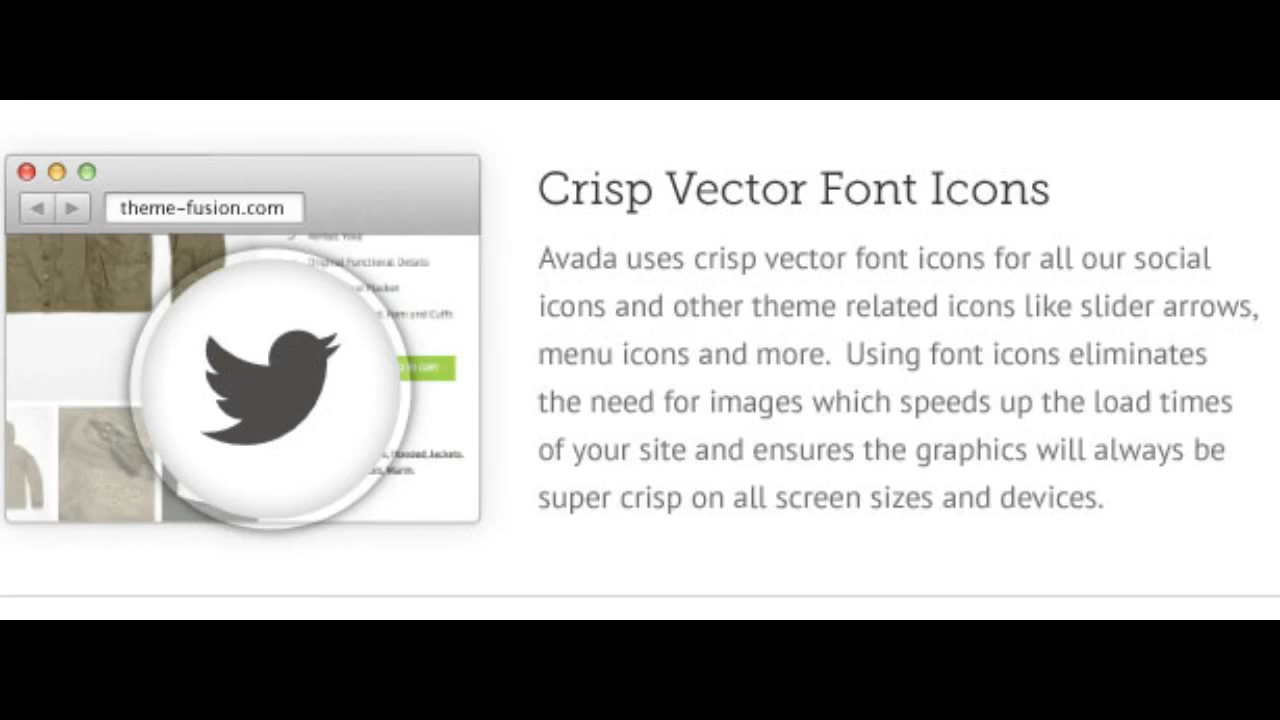 theme-fusion.com
Original Functional Details
Crisp Vector Font Icons
Avada uses crisp vector font icons for all our social
icons and other theme related icons like slider arrows,
menu icons and more.  Using font icons eliminates
the need for images which speeds up the load times
of your site and ensures the graphics will always be
super crisp on all screen sizes and devices.